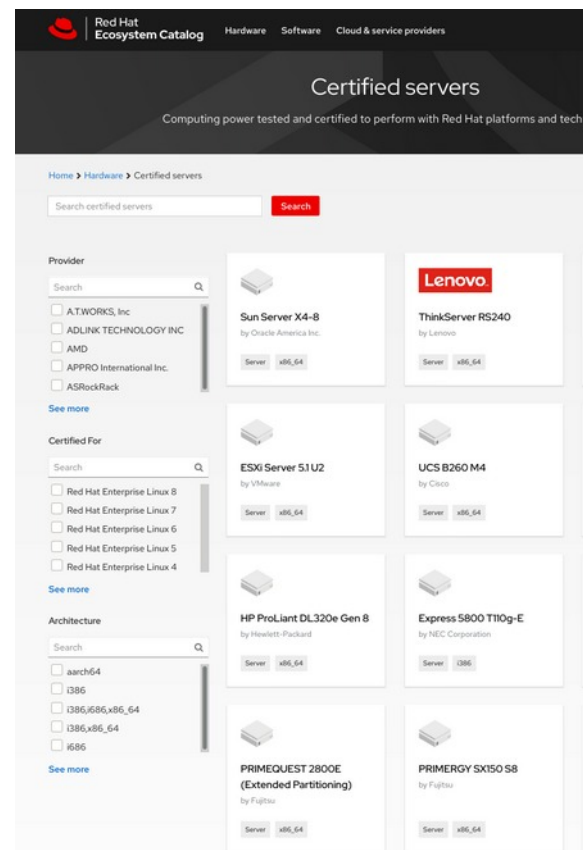 Red Hat
Ecosystem Catalog
Hardware Software Cloud & service providers
Certified servers
Computing power tested and certified to perform with Red Hat platforms and tech
Home > Hardware > Certified servers
Search certified servers
Search
Provider
Search
A.T.WORKS, Inc
ADLINK TECHNOLOGY INC
AMD
APPRO International Inc.
ASRockRack
See more
Certified For
Search
Red Hat Enterprise Linux 8
Red Hat Enterprise Linux 7
Red Hat Enterprise Linux 6
Red Hat Enterprise Linux 5
Red Hat Enterprise Linux 4
See more
Architecture
Search
aarch64
i386
i386,i686,x86_64
i386,x86_64
i686
See more
Sun Server X4-8
by Oracle America Inc.
Server x86_64
Lenovo.
ThinkServer RS240
by Lenovo
Server x86_64
ESXi Server 5.1 U2
by VMware
Server x86_64
UCS B260 M4
by Cisco
Server x86_64
HP ProLiant DL320e Gen 8
by Hewlett-Packard
Server x86_64
Express 5800 T110g-E
by NEC Corporation
Server i386
PRIMEQUEST 2800E
(Extended Partitioning)
by Fujitsu
Server x86_64
PRIMERGY SX150 S8
by Fujitsu
Server x86_64